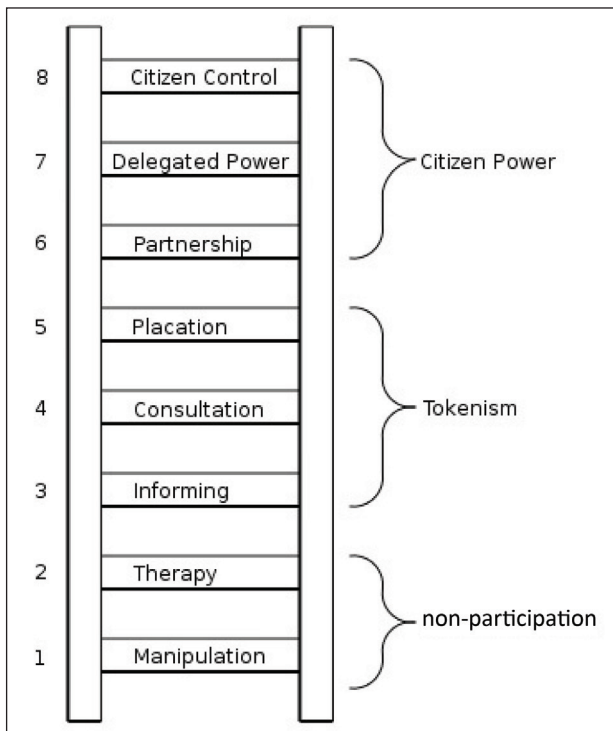 8 Citizen Control
7 Delegated Power
Citizen Power
6 Partnership
5 Placation
4 Consultation
Tokenism
3 Informing
2 Therapy
non-participation
1 Manipulation